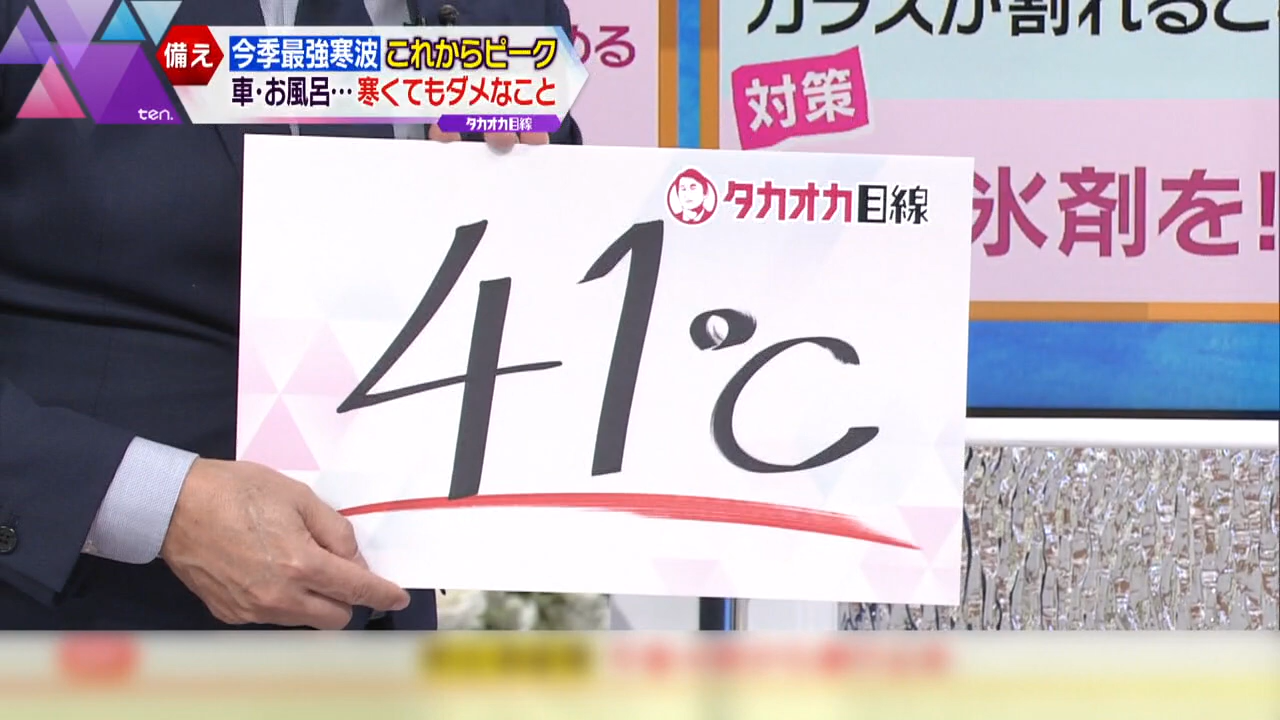 備え
今季最強寒波 これからピーク
車・お風呂…寒くてもダメなこと
タカオカ目線
ten.
める
ガラスが割れるこ
対策
氷剤を!
タカオカ目線
41℃